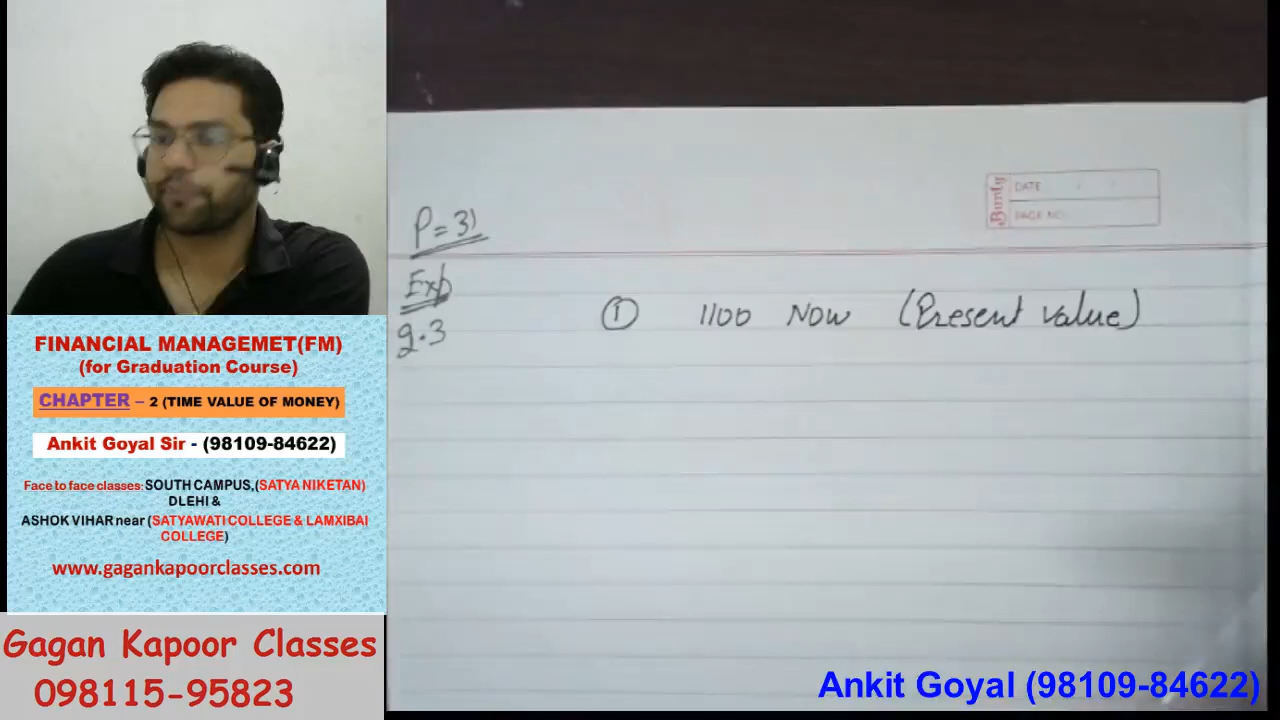 FINANCIAL MANAGEMET(FM)
(for Graduation Course)
CHAPTER – 2 (TIME VALUE OF MONEY)
Ankit Goyal Sir - (98109-84622)
Face to face classes: SOUTH CAMPUS,(SATYA NIKETAN)
DLEHI &
ASHOK VIHAR near (SATYAWATI COLLEGE & LAMXIBAI
COLLEGE)
www.gagankapoorclasses.com
Gagan Kapoor Classes
098115-95823
DATE
PAGE NO
P = 31
Exp
2.3
① 1100 Now (Present value)
Ankit Goyal (98109-84622)